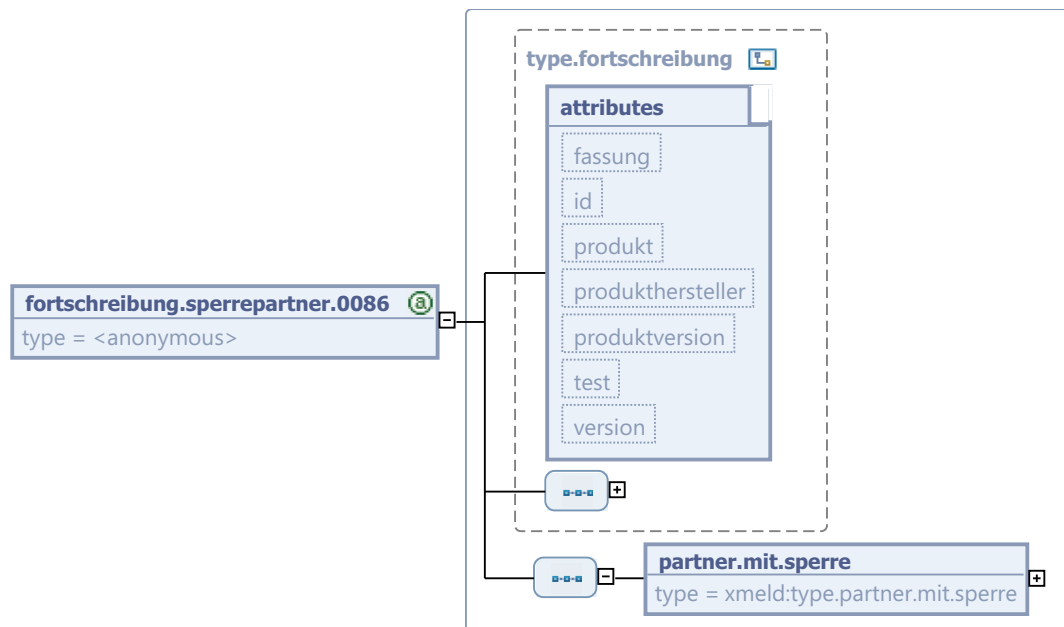 type.fortschreibung
attributes
fassung
id
produkt
produkthersteller
produktversion
test
version
fortschreibung.sperrepartner.0086
type = <anonymous>
partner.mit.sperre
type = xmeld:type.partner.mit.sperre